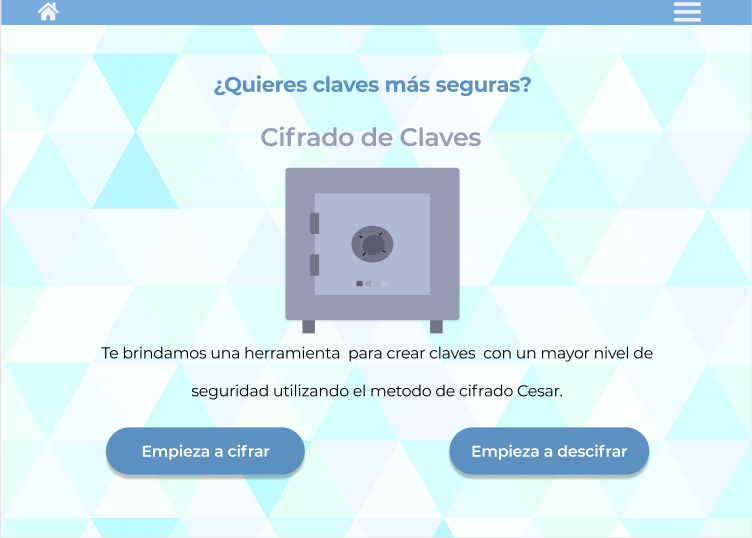 ¿Quieres claves más seguras?
Cifrado de Claves
Te brindamos una herramienta para crear claves con un mayor nivel de
seguridad utilizando el metodo de cifrado Cesar.
Empieza a cifrar
Empieza a descifrar